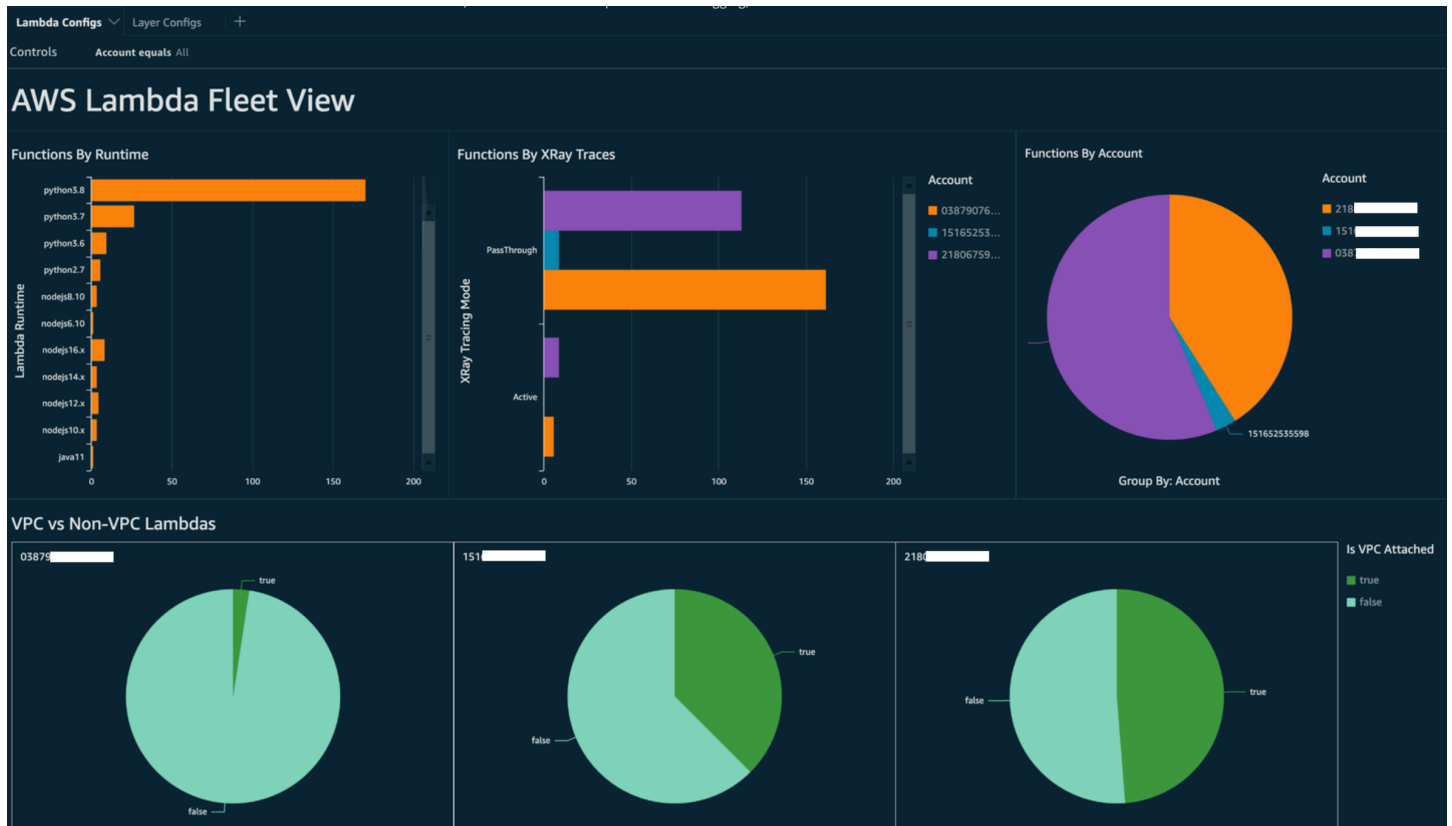 Lambda Configs Layer Configs +
Controls Account equals All
AWS Lambda Fleet View
Functions By Runtime
Lambda Runtime
python3.8
python3.7
python3.6
python2.7
nodejs8.10
nodejs6.10
nodejs16.x
nodejs14.x
nodejs12.x
nodejs10.x
java11
0 50 100 150 200
Functions By XRay Traces
XRay Tracing Mode
PassThrough
Active
0 50 100 150 200
Account
03879076...
15165253...
21806759...
Functions By Account
151652535598
Group By: Account
Account
218
151
038
VPC vs Non-VPC Lambdas
03879
true
false
151
true
false
218
true
false
Is VPC Attached
true
false